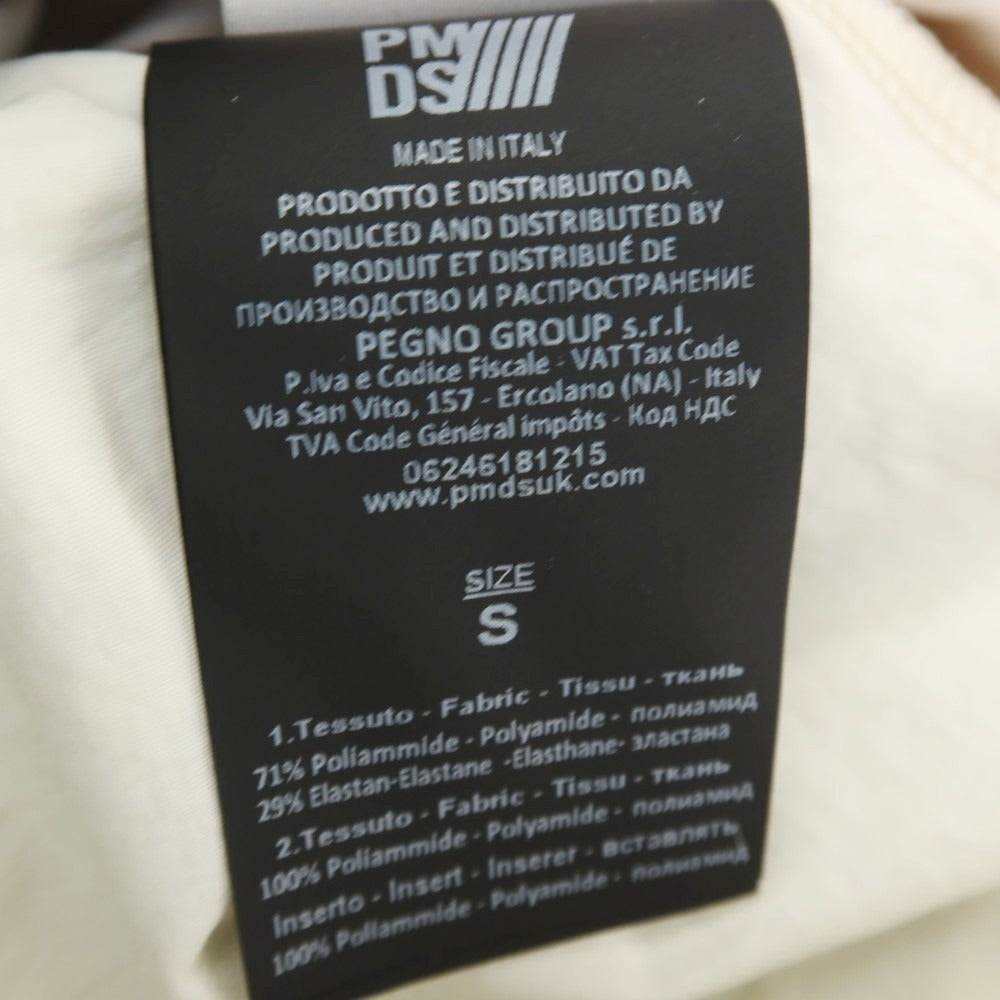 PM
DS
MADE IN ITALY
PRODOTTO E DISTRIBUITO DA
PRODUCED AND DISTRIBUTED BY
PRODUIT ET DISTRIBUÉ DE
ПРОИЗВОДСТВО И РАСПРОСТРАНЕНИЕ
PEGNO GROUP s.r.l.
P.Iva e Codice Fiscale - VAT Tax Code
Via San Vito, 157 - Ercolano (NA) - Italy
TVA Code Général impôts - Код НДС
06246181215
www.pmdsuk.com
SIZE
S
1.Tessuto - Fabric - Tissu - ткань
71% Poliammide - Polyamide - полиамид
29% Elastan-Elastane -Elasthane- зластана
2.Tessuto - Fabric - Tissu - ткань
100% Poliammide - Polyamide - полиамид
Inserto - Insert - Inserer - вставлять
100% Poliammide - Polyamide - полиамид